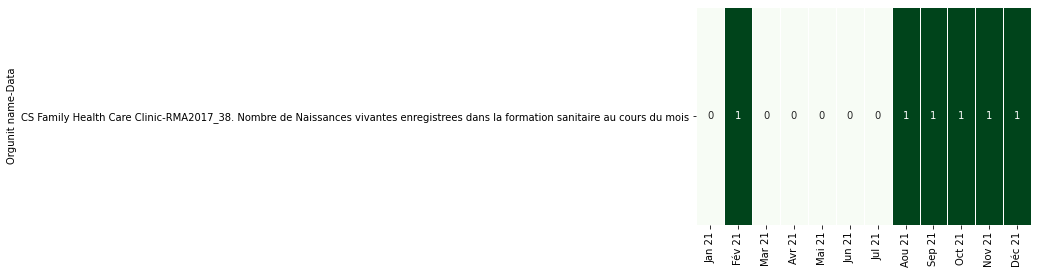 Orgunit name-Data
CS Family Health Care Clinic-RMA2017_38. Nombre de Naissances vivantes enregistrees dans la formation sanitaire au cours du mois
0 1 0 0 0 0 0 1 1 1 1 1
Jan 21 Fév 21 Mar 21 Avr 21 Mai 21 Jun 21 Jul 21 Aou 21 Sep 21 Oct 21 Nov 21 Déc 21